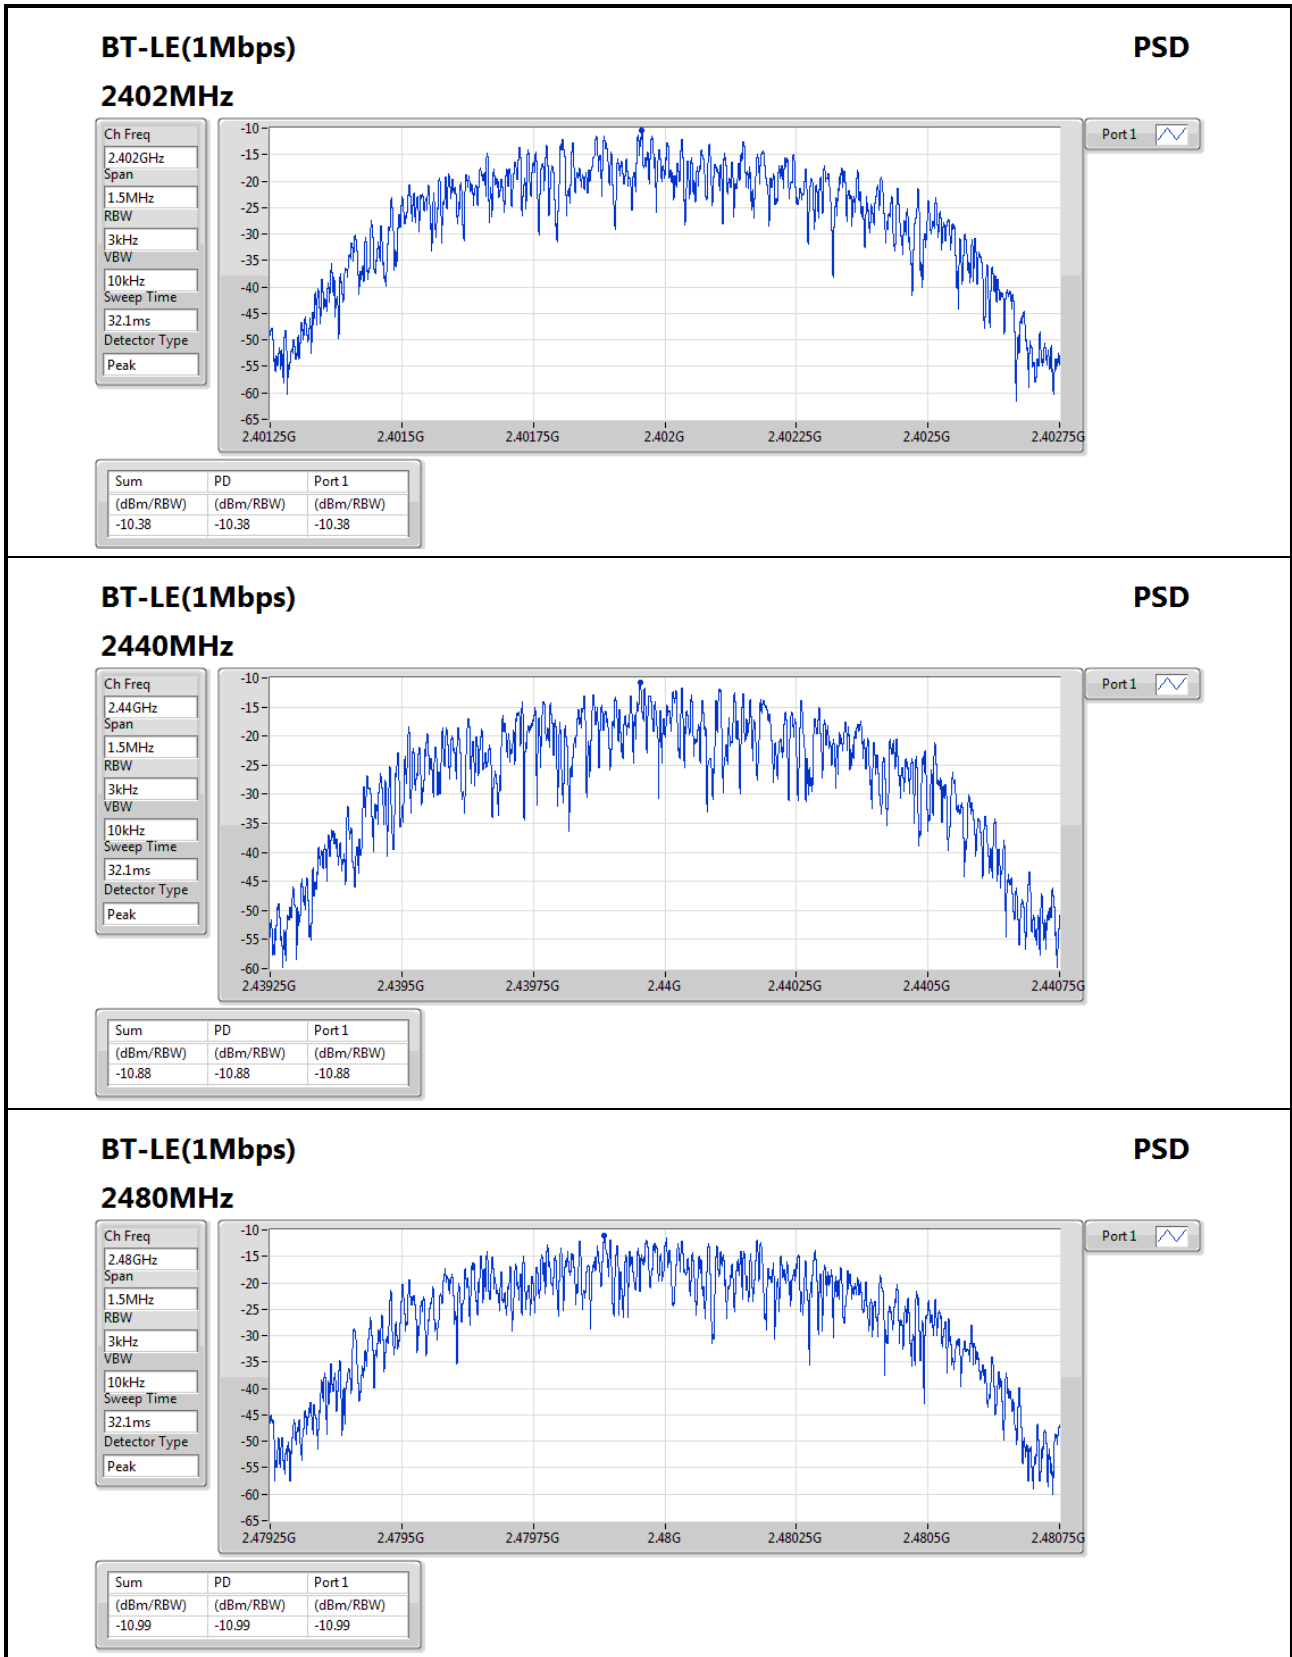 BT-LE(1Mbps) PSD
2402MHz
Ch Freq
2.402GHz
Span
1.5MHz
RBW
3kHz
VBW
10kHz
Sweep Time
32.1ms
Detector Type
Peak
-10
-15
-20
-25
-30
-35
-40
-45
-50
-55
-60
-65
2.40125G 2.4015G 2.40175G 2.402G 2.40225G 2.4025G 2.40275G
Port 1
Sum PD Port 1
(dBm/RBW) (dBm/RBW) (dBm/RBW)
-10.38 -10.38 -10.38
BT-LE(1Mbps) PSD
2440MHz
Ch Freq
2.44GHz
Span
1.5MHz
RBW
3kHz
VBW
10kHz
Sweep Time
32.1ms
Detector Type
Peak
-10
-15
-20
-25
-30
-35
-40
-45
-50
-55
-60
2.43925G 2.4395G 2.43975G 2.44G 2.44025G 2.4405G 2.44075G
Port 1
Sum PD Port 1
(dBm/RBW) (dBm/RBW) (dBm/RBW)
-10.88 -10.88 -10.88
BT-LE(1Mbps) PSD
2480MHz
Ch Freq
2.48GHz
Span
1.5MHz
RBW
3kHz
VBW
10kHz
Sweep Time
32.1ms
Detector Type
Peak
-10
-15
-20
-25
-30
-35
-40
-45
-50
-55
-60
-65
2.47925G 2.4795G 2.47975G 2.48G 2.48025G 2.4805G 2.48075G
Port 1
Sum PD Port 1
(dBm/RBW) (dBm/RBW) (dBm/RBW)
-10.99 -10.99 -10.99